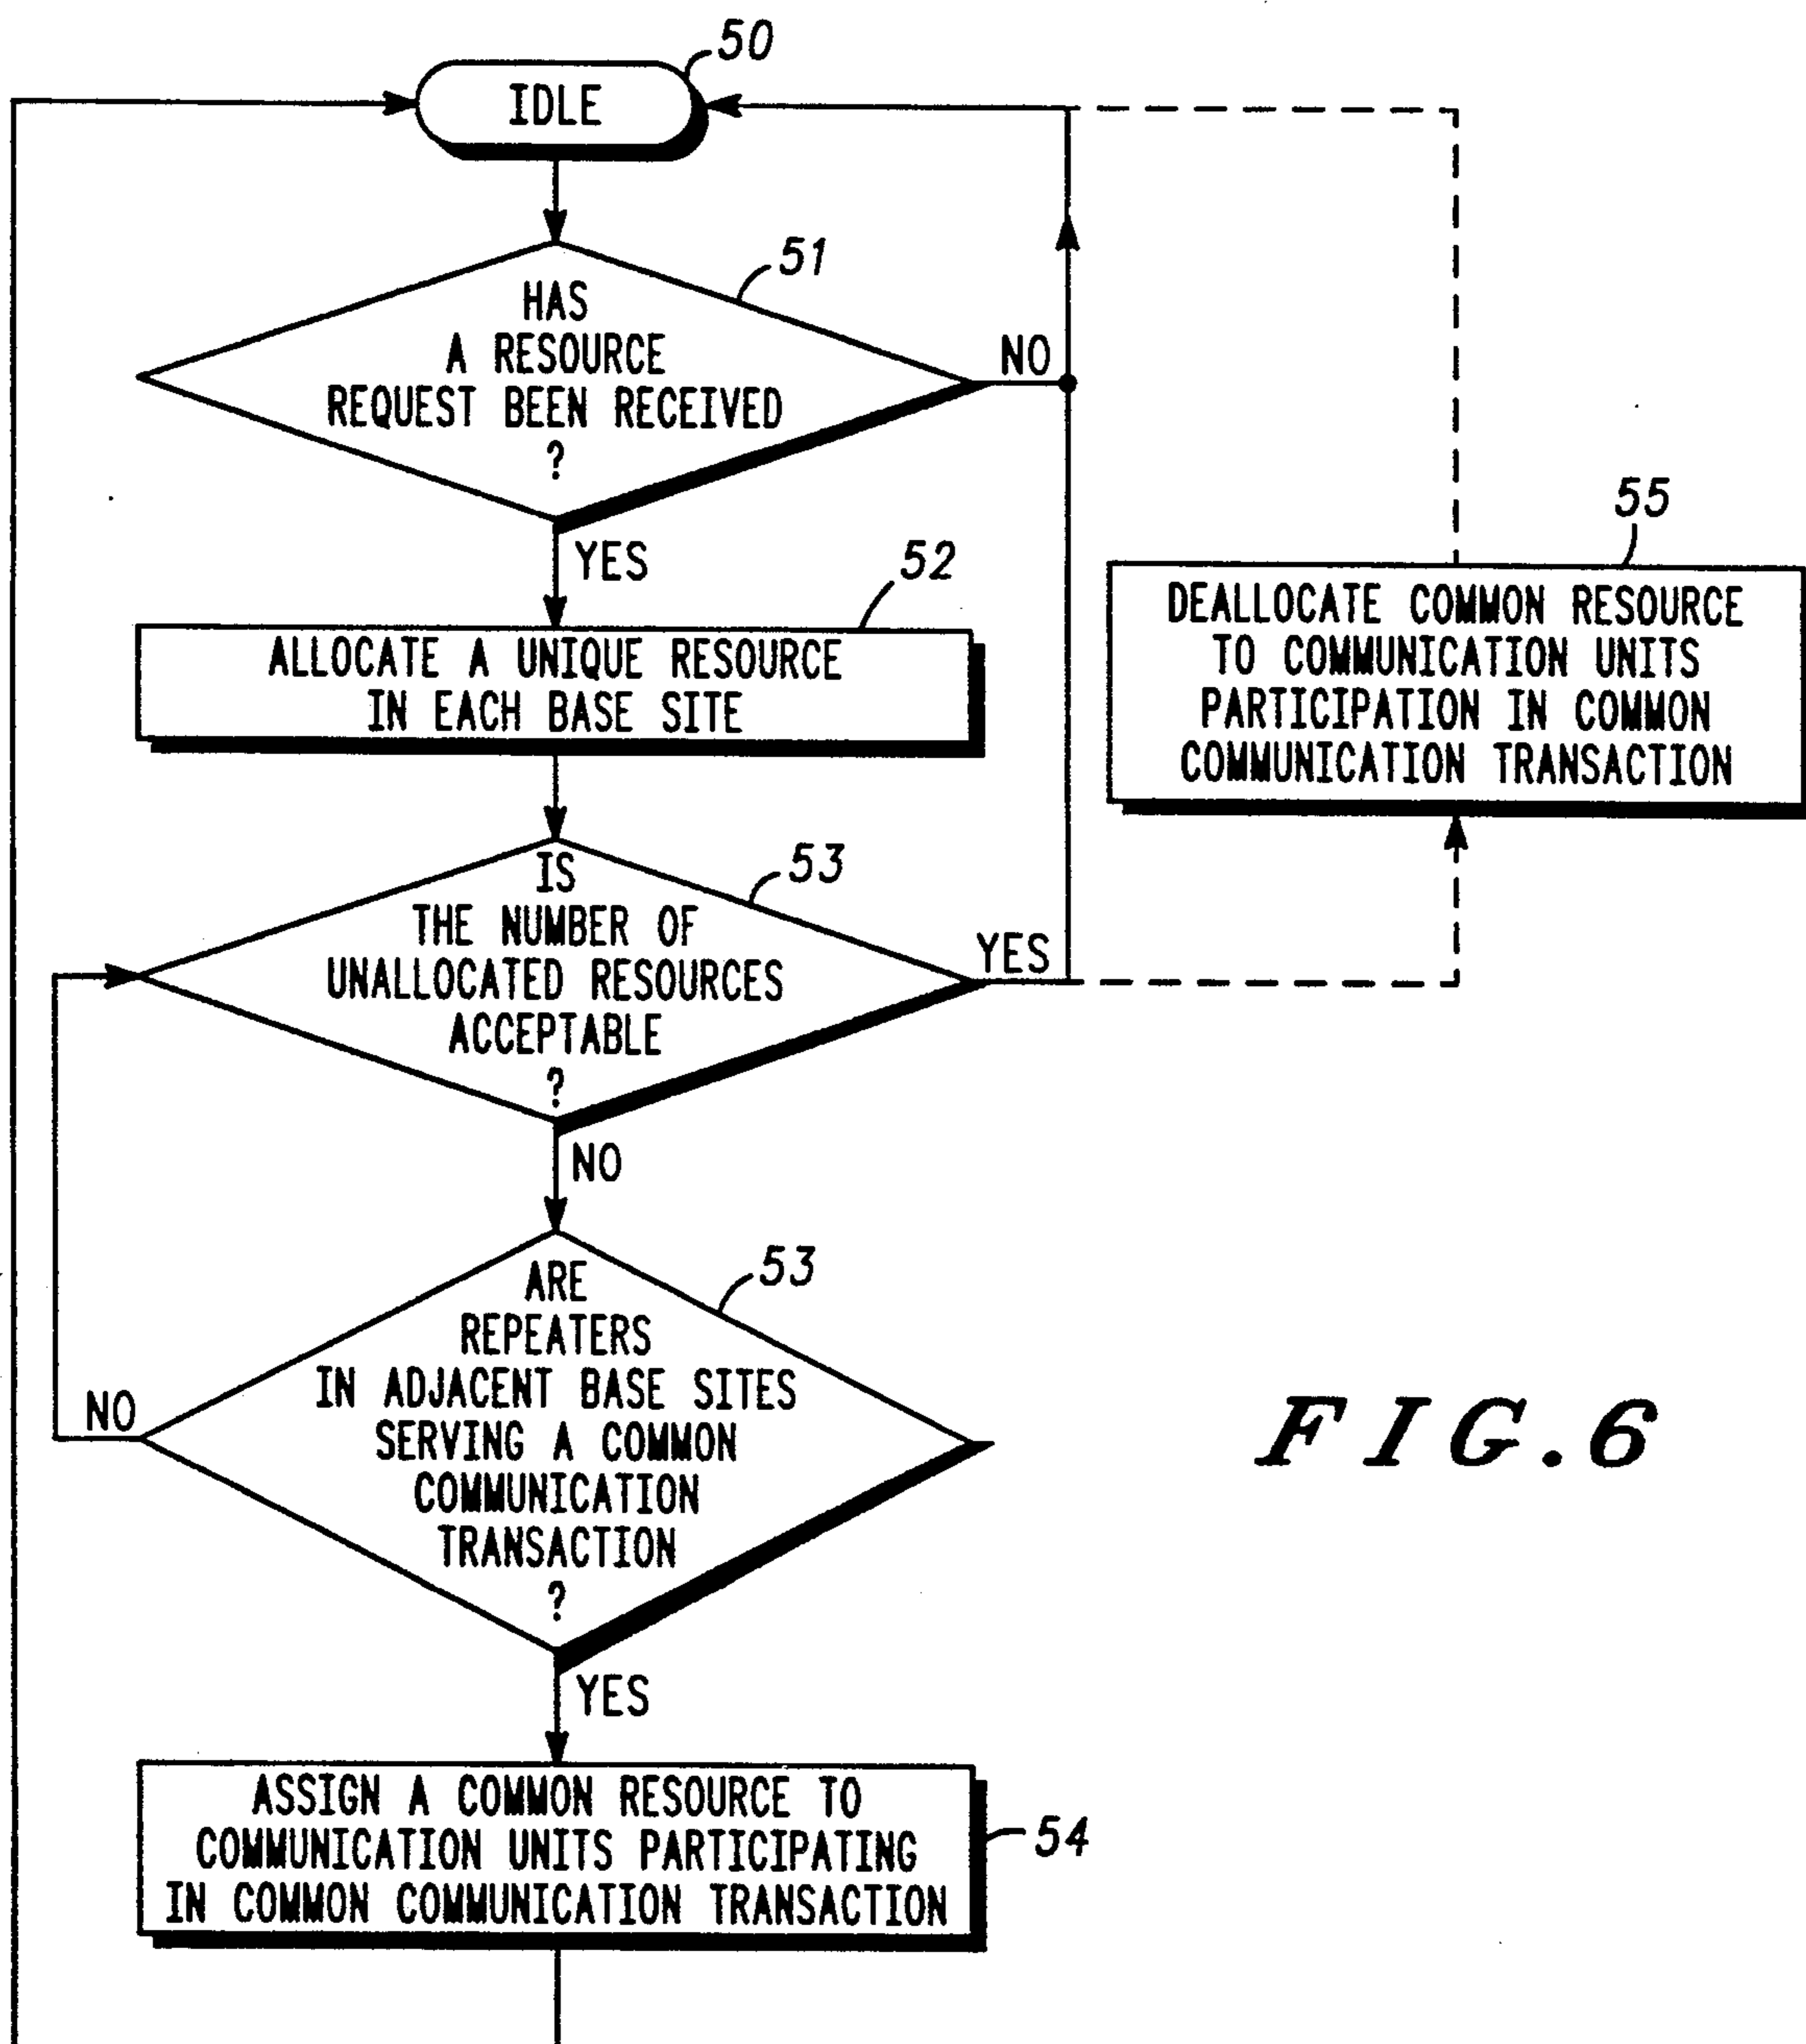 50
IDLE
51
HAS
A RESOURCE
REQUEST BEEN RECEIVED
?
NO
YES
52
ALLOCATE A UNIQUE RESOURCE
IN EACH BASE SITE
55
DEALLOCATE COMMON RESOURCE
TO COMMUNICATION UNITS
PARTICIPATION IN COMMON
COMMUNICATION TRANSACTION
53
IS
THE NUMBER OF
UNALLOCATED RESOURCES
ACCEPTABLE
?
YES
NO
53
ARE
REPEATERS
IN ADJACENT BASE SITES
SERVING A COMMON
COMMUNICATION
TRANSACTION
?
NO
YES
ASSIGN A COMMON RESOURCE TO
COMMUNICATION UNITS PARTICIPATING
IN COMMON COMMUNICATION TRANSACTION
54
FIG.6